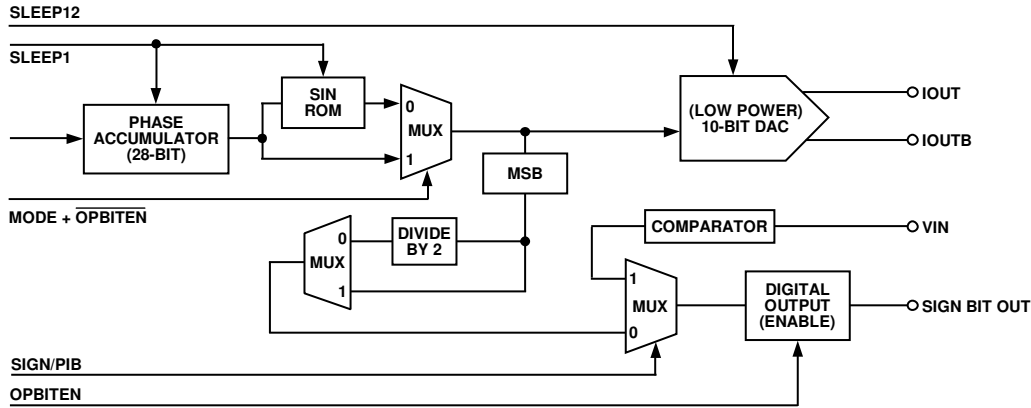 SLEEP12
SLEEP1
PHASE
ACCUMULATOR
(28-BIT)
SIN
ROM
0
MUX
1
(LOW POWER)
10-BIT DAC
IOUT
IOUTB
MSB
MODE + OPBITEN
0
MUX
1
DIVIDE
BY 2
COMPARATOR
VIN
1
MUX
0
DIGITAL
OUTPUT
(ENABLE)
SIGN BIT OUT
SIGN/PIB
OPBITEN